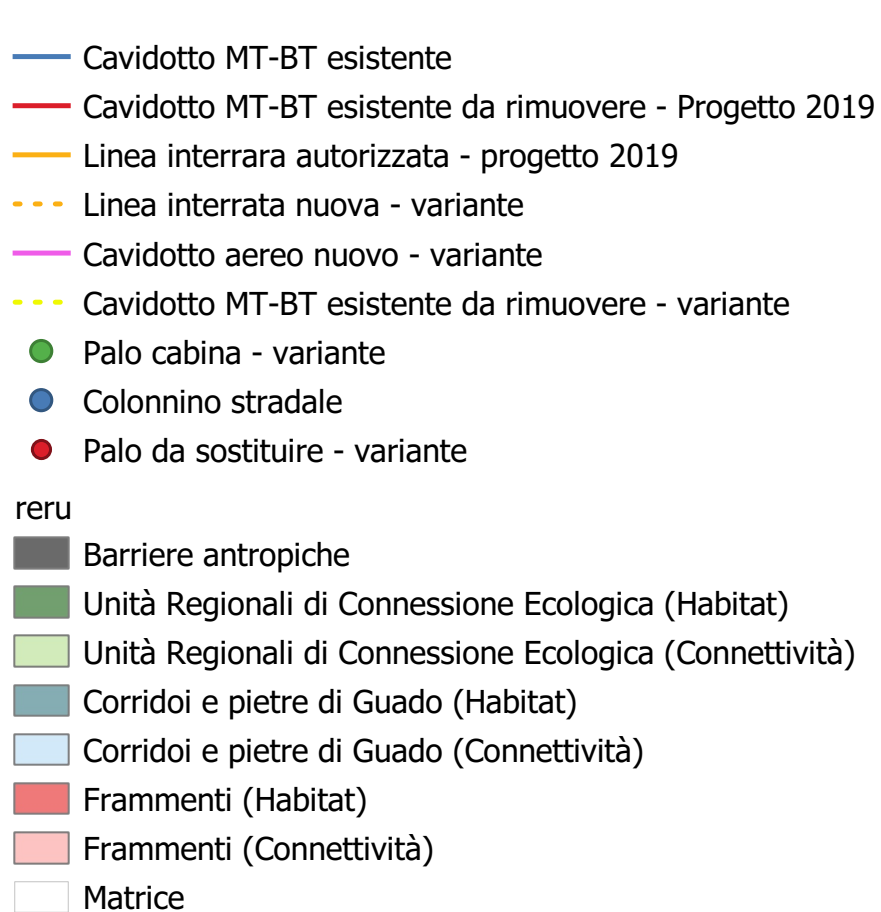 Cavidotto MT-BT esistente
Cavidotto MT-BT esistente da rimuovere - Progetto 2019
Linea interrara autorizzata - progetto 2019
Linea interrata nuova - variante
Cavidotto aereo nuovo - variante
Cavidotto MT-BT esistente da rimuovere - variante
Palo cabina - variante
Colonnino stradale
Palo da sostituire - variante
reru
Barriere antropiche
Unità Regionali di Connessione Ecologica (Habitat)
Unità Regionali di Connessione Ecologica (Connettività)
Corridoi e pietre di Guado (Habitat)
Corridoi e pietre di Guado (Connettività)
Frammenti (Habitat)
Frammenti (Connettività)
Matrice